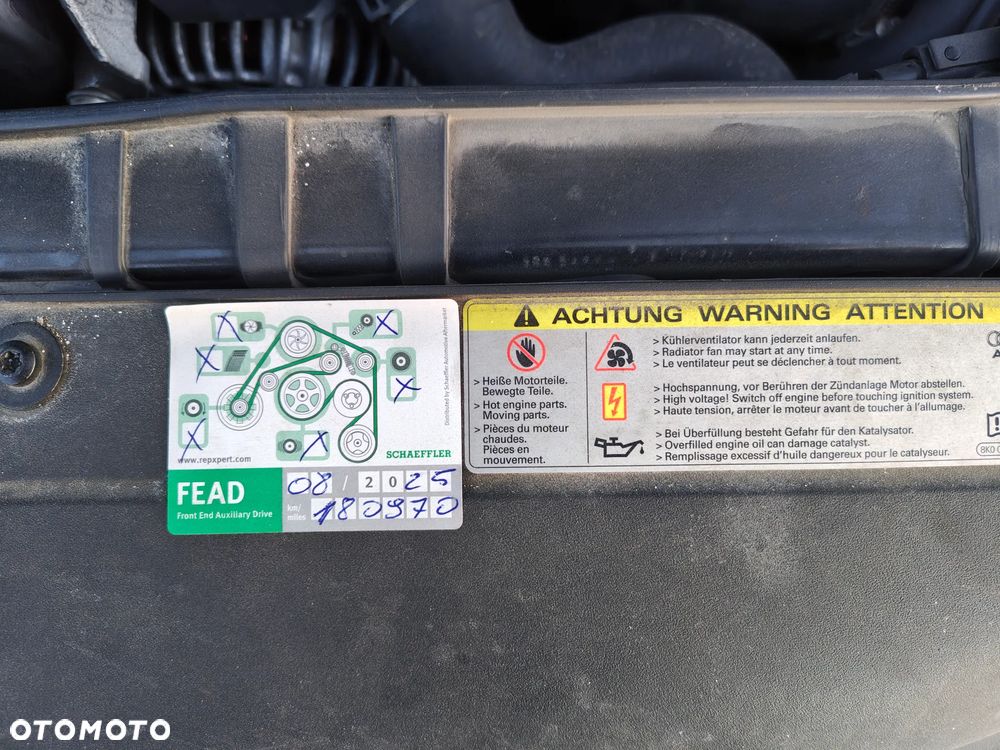 Distributed by Schaeffler Automotive Aftermarket
www.repxpert.com
SCHAEFFLER
FEAD
Front End Auxiliary Drive
08 / 2025
km/
miles
180970
ACHTUNG WARNING ATTENTION
> Heiße Motorteile.
Bewegte Teile.
> Hot engine parts.
Moving parts.
> Pièces du moteur
chaudes.
Pièces en
mouvement.
> Kühlerventilator kann jederzeit anlaufen.
> Radiator fan may start at any time.
> Le ventilateur peut se déclencher à tout moment.
> Hochspannung, vor Berühren der Zündanlage Motor abstellen.
> High voltage! Switch off engine before touching ignition system.
> Haute tension, arrêter le moteur avant de toucher à l'allumage.
> Bei Überfüllung besteht Gefahr für den Katalysator.
> Overfilled engine oil can damage catalyst.
> Remplissage excessif d'huile dangereux pour le catalyseur.
8K0
OTOMOTO